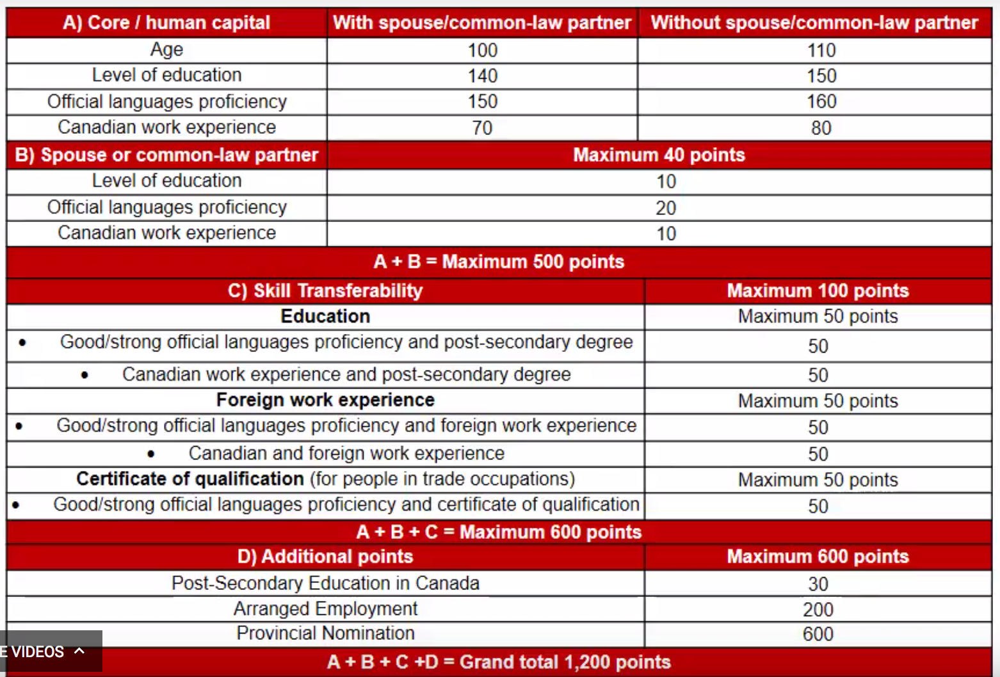 A) Core / human capital With spouse/common-law partner Without spouse/common-law partner
Age 100 110
Level of education 140 150
Official languages proficiency 150 160
Canadian work experience 70 80
B) Spouse or common-law partner Maximum 40 points
Level of education 10
Official languages proficiency 20
Canadian work experience 10
A + B = Maximum 500 points
C) Skill Transferability Maximum 100 points
Education Maximum 50 points
• Good/strong official languages proficiency and post-secondary degree 50
• Canadian work experience and post-secondary degree 50
Foreign work experience Maximum 50 points
• Good/strong official languages proficiency and foreign work experience 50
• Canadian and foreign work experience 50
Certificate of qualification (for people in trade occupations) Maximum 50 points
• Good/strong official languages proficiency and certificate of qualification 50
A + B + C = Maximum 600 points
D) Additional points Maximum 600 points
Post-Secondary Education in Canada 30
Arranged Employment 200
Provincial Nomination 600
E VIDEOS
A + B + C +D = Grand total 1,200 points